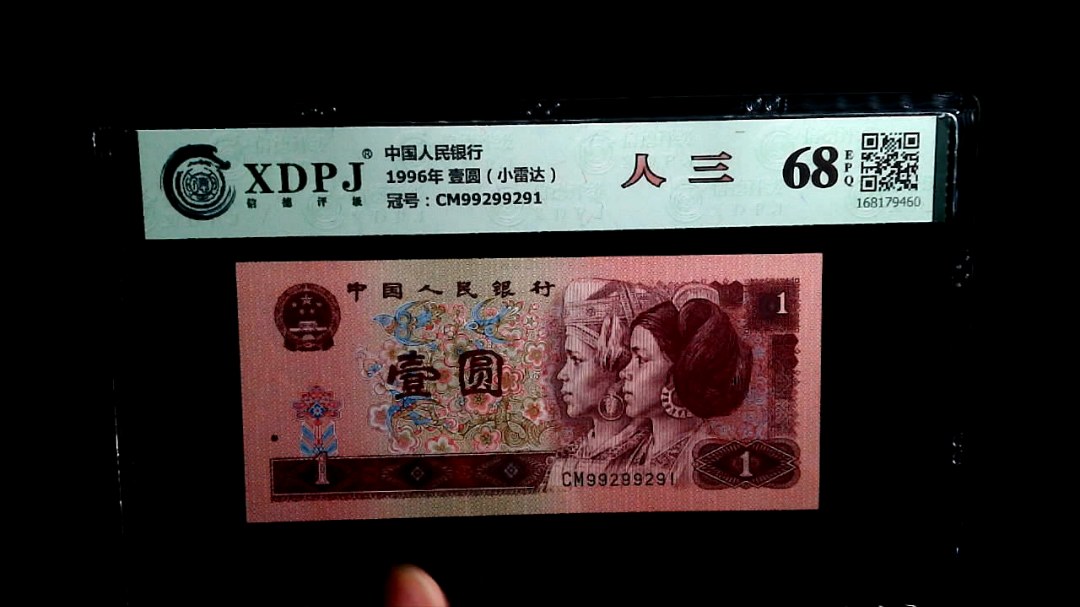 XDPJ®
信德评级
中国人民银行
1996年 壹圆（小雷达）
冠号：CM99299291
人三
68
EPQ
168179460
中国人民銀行
1
壹圆
1
1
CM99299291